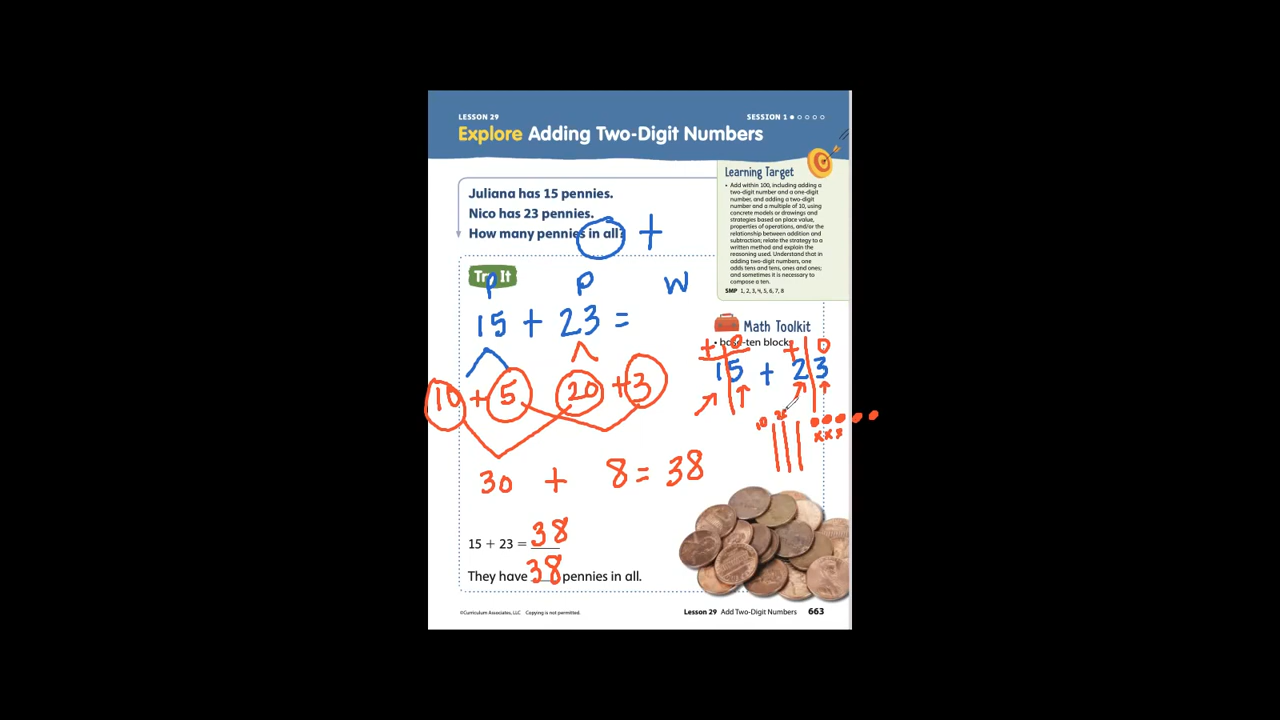 LESSON 29
SESSION 1
Explore Adding Two-Digit Numbers
Juliana has 15 pennies.
Nico has 23 pennies.
How many pennies in all? +
Learning Target
• Add within 100, including adding a
two-digit number and a one-digit
number, and adding a two-digit
number and a multiple of 10, using
concrete models or drawings and
strategies based on place value,
properties of operations, and/or the
relationship between addition and
subtraction; relate the strategy to a
written method and explain the
reasoning used. Understand that in
adding two-digit numbers, one
adds tens and tens, ones and ones;
and sometimes it is necessary to
compose a ten.
SMP 1, 2, 3, 4, 5, 6, 7, 8
Try It
P P W
15 + 23 =
10 + 5 20 + 3
30 + 8 = 38
Math Toolkit
• base-ten blocks
t o t o
15 + 23
10
15 + 23 = 38
They have 38 pennies in all.
©Curriculum Associates, LLC Copying is not permitted.
Lesson 29 Add Two-Digit Numbers 663